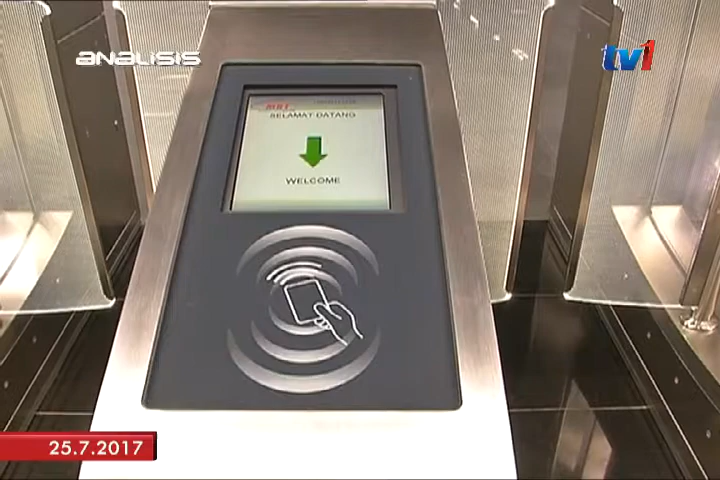 ANALISIS
tv1
MRT
SELAMAT DATANG
WELCOME
25.7.2017